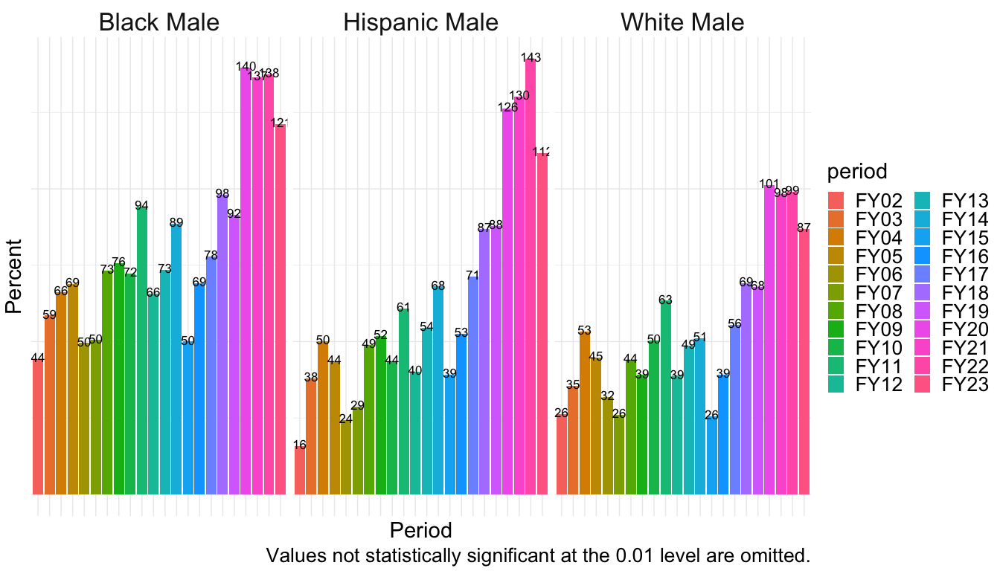 Black Male
Hispanic Male
White Male
Percent
44 59 66 69 50 50 73 76 72 94 66 73 89 50 69 78 98 92 140 137 138 121
16 38 50 44 24 29 49 52 44 61 40 54 68 39 53 71 87 88 126 130 143 112
26 35 53 45 32 26 44 39 50 63 39 49 51 26 39 56 69 68 101 98 99 87
Period
Values not statistically significant at the 0.01 level are omitted.
period
FY02
FY03
FY04
FY05
FY06
FY07
FY08
FY09
FY10
FY11
FY12
FY13
FY14
FY15
FY16
FY17
FY18
FY19
FY20
FY21
FY22
FY23